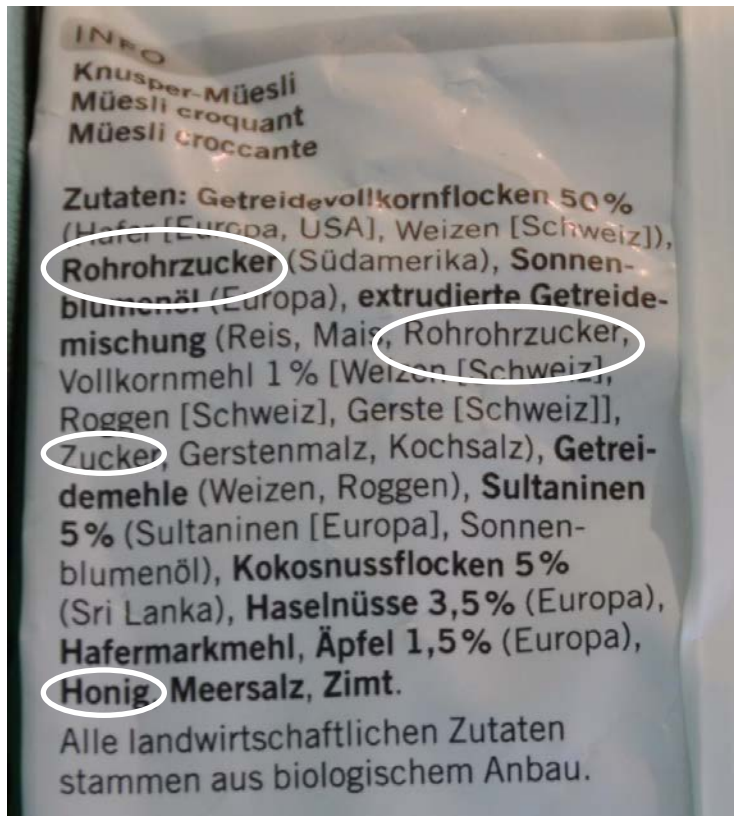 INFO
Knusper-Müesli
Müesli croquant
Müesli croccante
Zutaten: Getreidevollkornflocken 50%
(Hafer [Europa, USA], Weizen [Schweiz]),
Rohrohrzucker (Südamerika), Sonnen-
blumenöl (Europa), extrudierte Getreide-
mischung (Reis, Mais, Rohrohrzucker,
Vollkornmehl 1% [Weizen [Schweiz],
Roggen [Schweiz], Gerste [Schweiz]],
Zucker, Gerstenmalz, Kochsalz), Getrei-
demehle (Weizen, Roggen), Sultaninen
5% (Sultaninen [Europa], Sonnen-
blumenöl), Kokosnussflocken 5%
(Sri Lanka), Haselnüsse 3,5% (Europa),
Hafermarkmehl, Äpfel 1,5% (Europa),
Honig, Meersalz, Zimt.
Alle landwirtschaftlichen Zutaten
stammen aus biologischem Anbau.